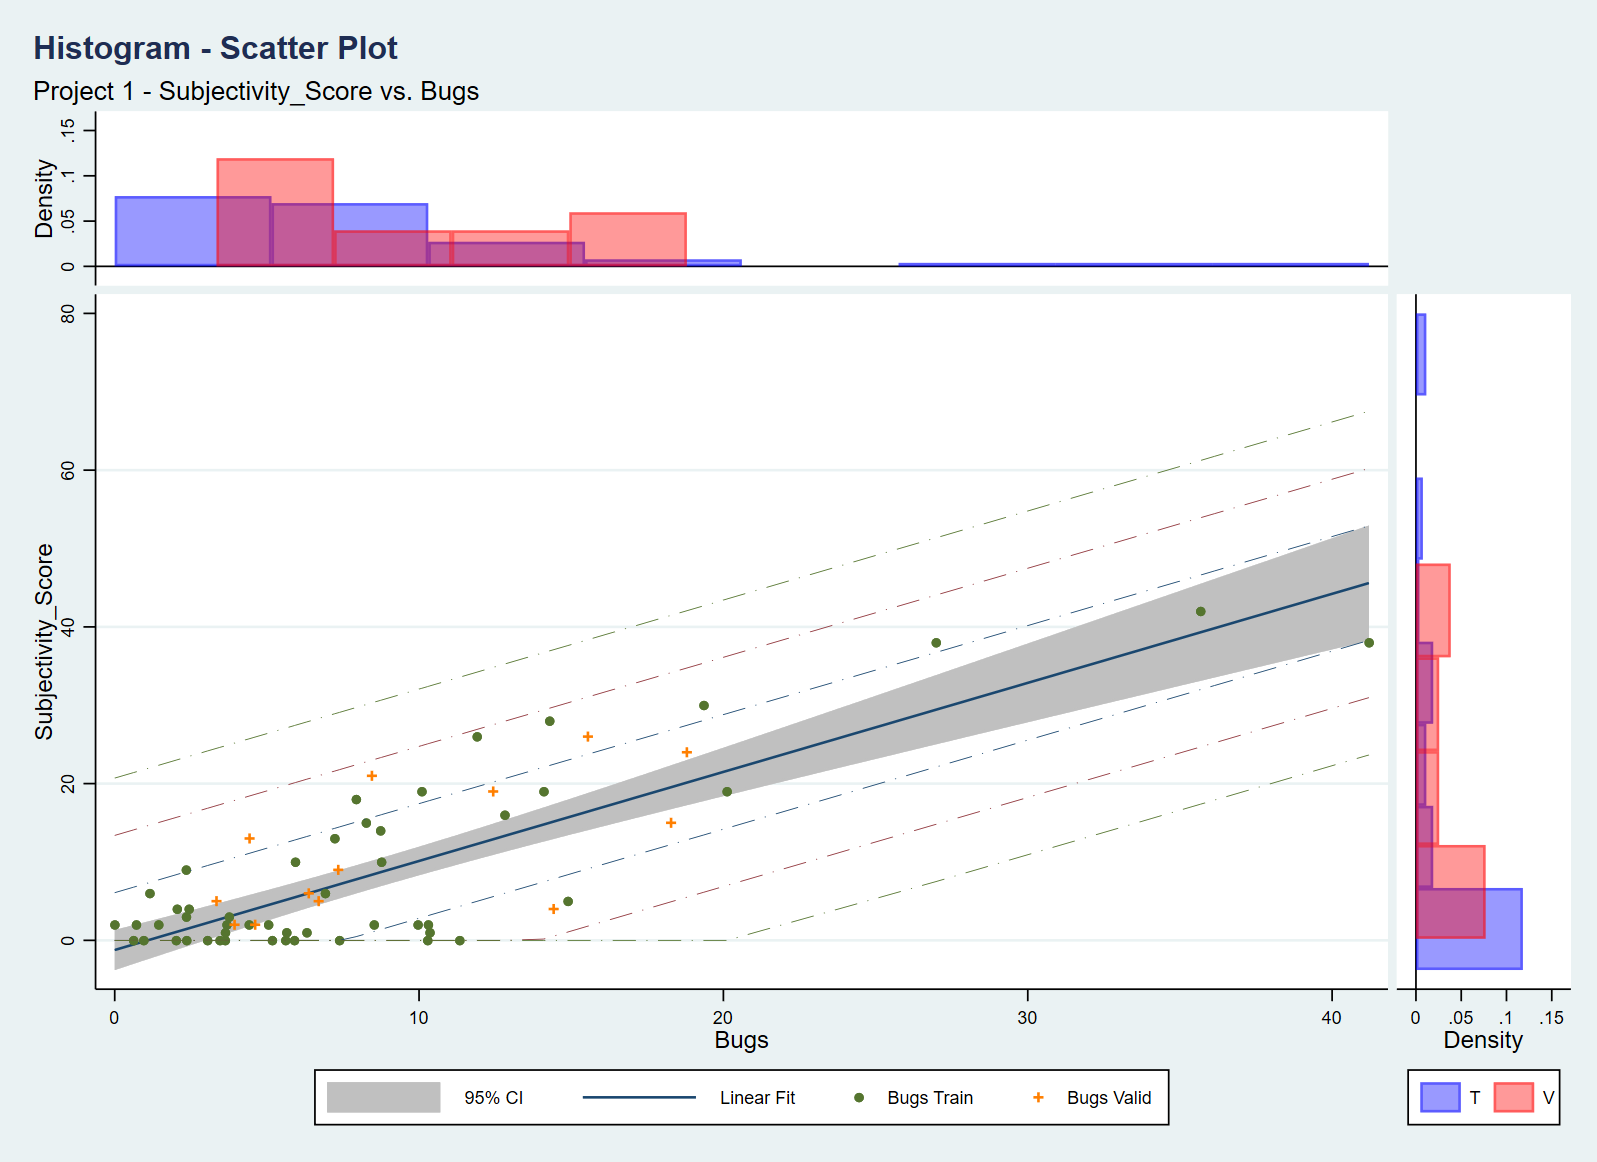 Histogram - Scatter Plot
Project 1 - Subjectivity_Score vs. Bugs
Density
.15
.1
.05
0
Subjectivity_Score
80
60
40
20
0
0 10 20 30 40
Bugs
0 .05 .1 .15
Density
95% CI Linear Fit Bugs Train Bugs Valid
T V